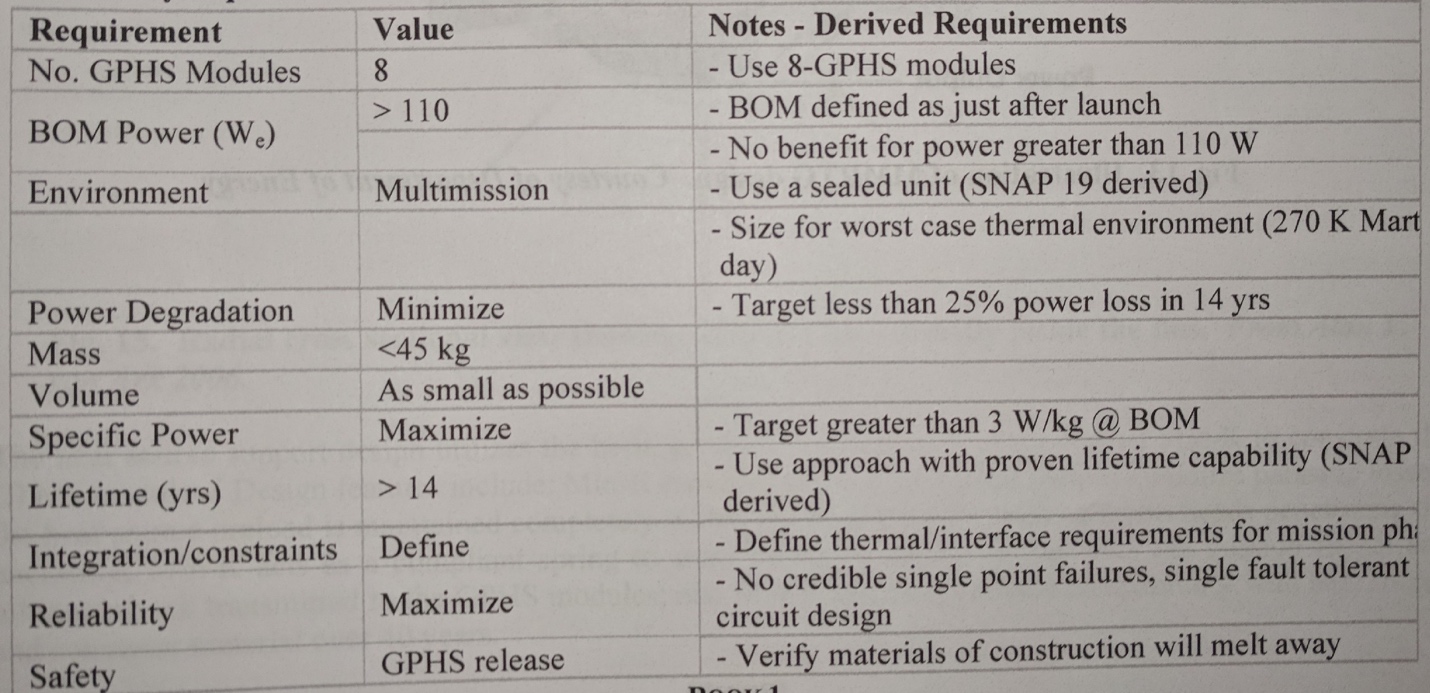 Requirement Value Notes - Derived Requirements
No. GPHS Modules 8 - Use 8-GPHS modules
BOM Power (We) > 110 - BOM defined as just after launch
- No benefit for power greater than 110 W
Environment Multimission - Use a sealed unit (SNAP 19 derived)
- Size for worst case thermal environment (270 K Mart
day)
Power Degradation Minimize - Target less than 25% power loss in 14 yrs
Mass <45 kg
Volume As small as possible
Specific Power Maximize - Target greater than 3 W/kg @ BOM
Lifetime (yrs) > 14 - Use approach with proven lifetime capability (SNAP
derived)
Integration/constraints Define - Define thermal/interface requirements for mission
Reliability Maximize - No credible single point failures, single fault tolerant
circuit design
Safety GPHS release - Verify materials of construction will melt away